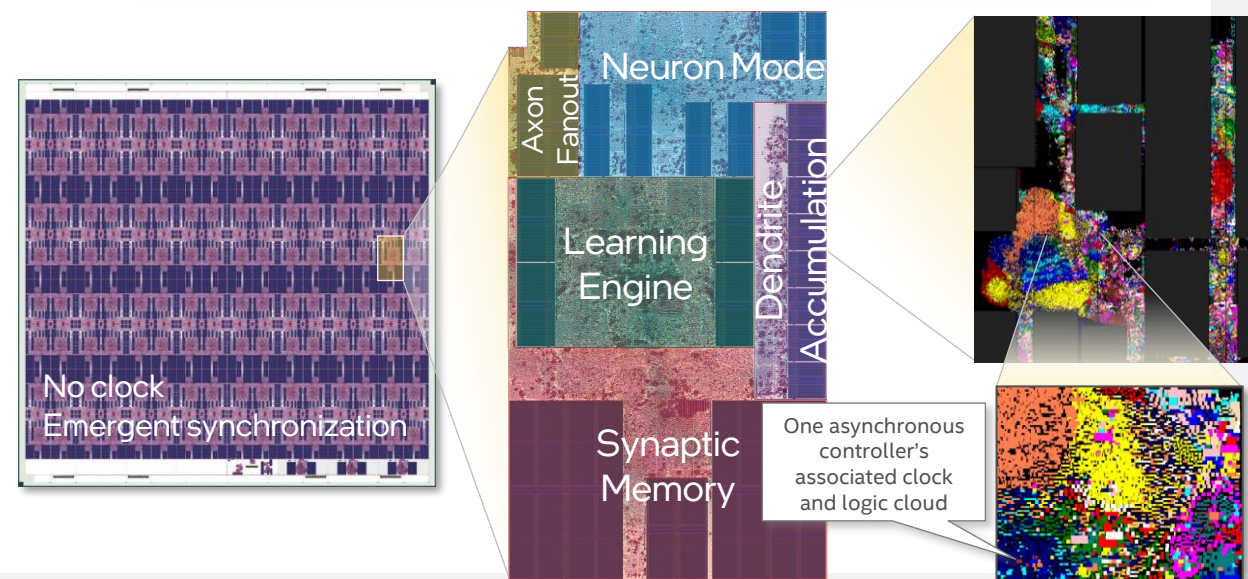 No clock
Emergent synchronization
Axon
Fanout
Neuron Mode
Learning
Engine
Dendrite
Accumulation
Synaptic
Memory
One asynchronous
controller's
associated clock
and logic cloud